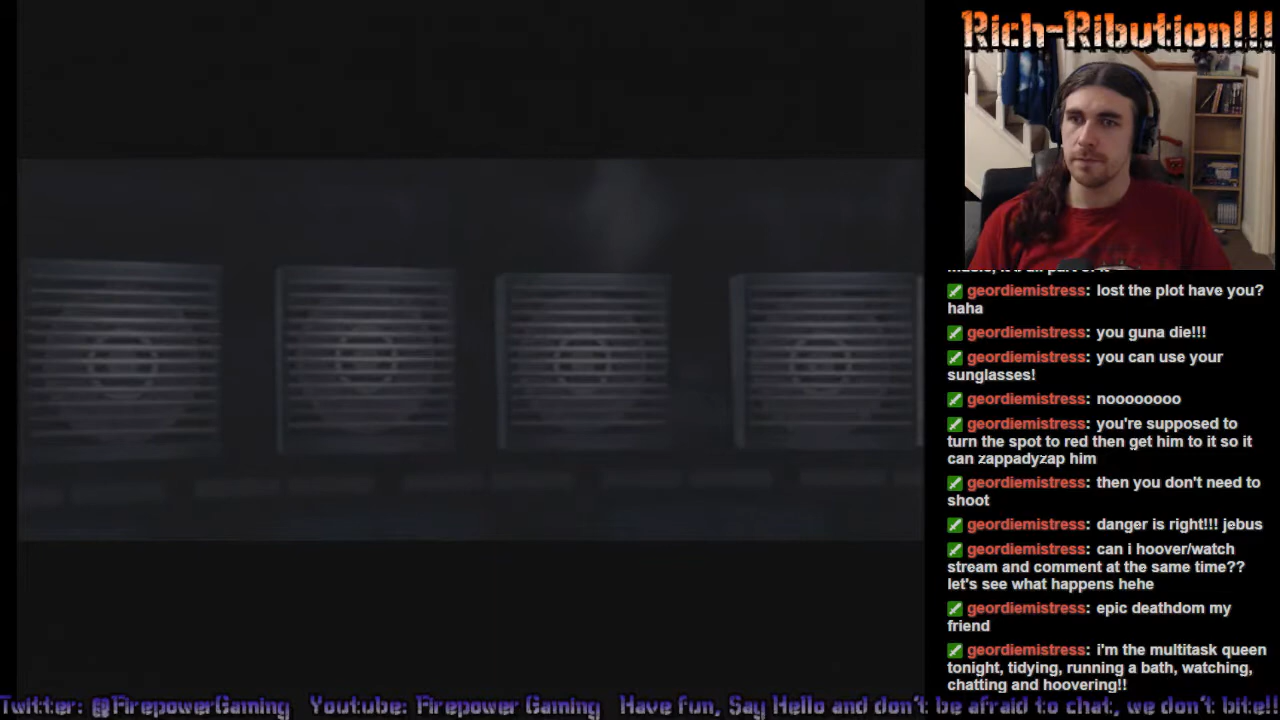 Rich-Ribution!!!
geordiemistress: lost the plot have you?
haha
geordiemistress: you guna die!!!
geordiemistress: you can use your
sunglasses!
geordiemistress: noooooooo
geordiemistress: you're supposed to
turn the spot to red then get him to it so it
can zappadyzap him
geordiemistress: then you don't need to
shoot
geordiemistress: danger is right!!! jebus
geordiemistress: can i hoover/watch
stream and comment at the same time??
let's see what happens hehe
geordiemistress: epic deathdom my
friend
geordiemistress: i'm the multitask queen
tonight, tidying, running a bath, watching,
chatting and hoovering!!
Twitter: @FirepowerGaming Youtube: Firepower Gaming Have fun, Say Hello and don't be afraid to chat, we don't bite!!